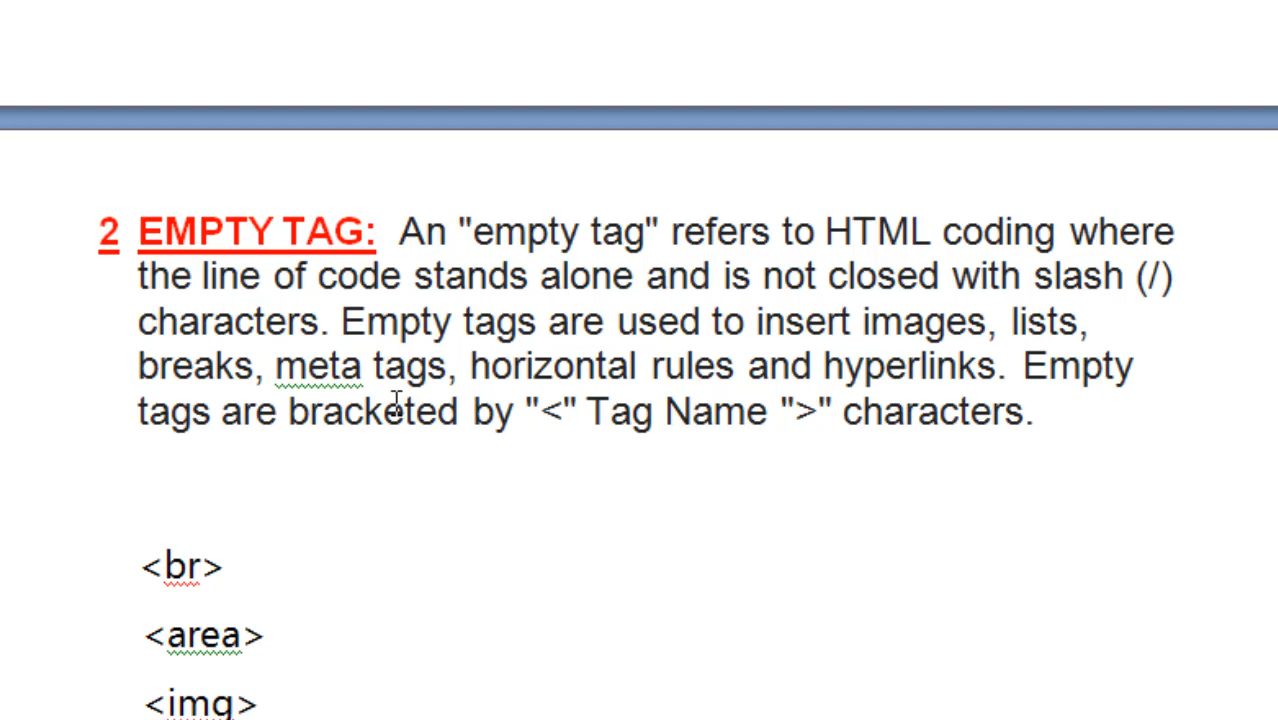 2 EMPTY TAG: An "empty tag" refers to HTML coding where
the line of code stands alone and is not closed with slash (/)
characters. Empty tags are used to insert images, lists,
breaks, meta tags, horizontal rules and hyperlinks. Empty
tags are bracketed by "<" Tag Name ">" characters.
<br>
<area>
<img>